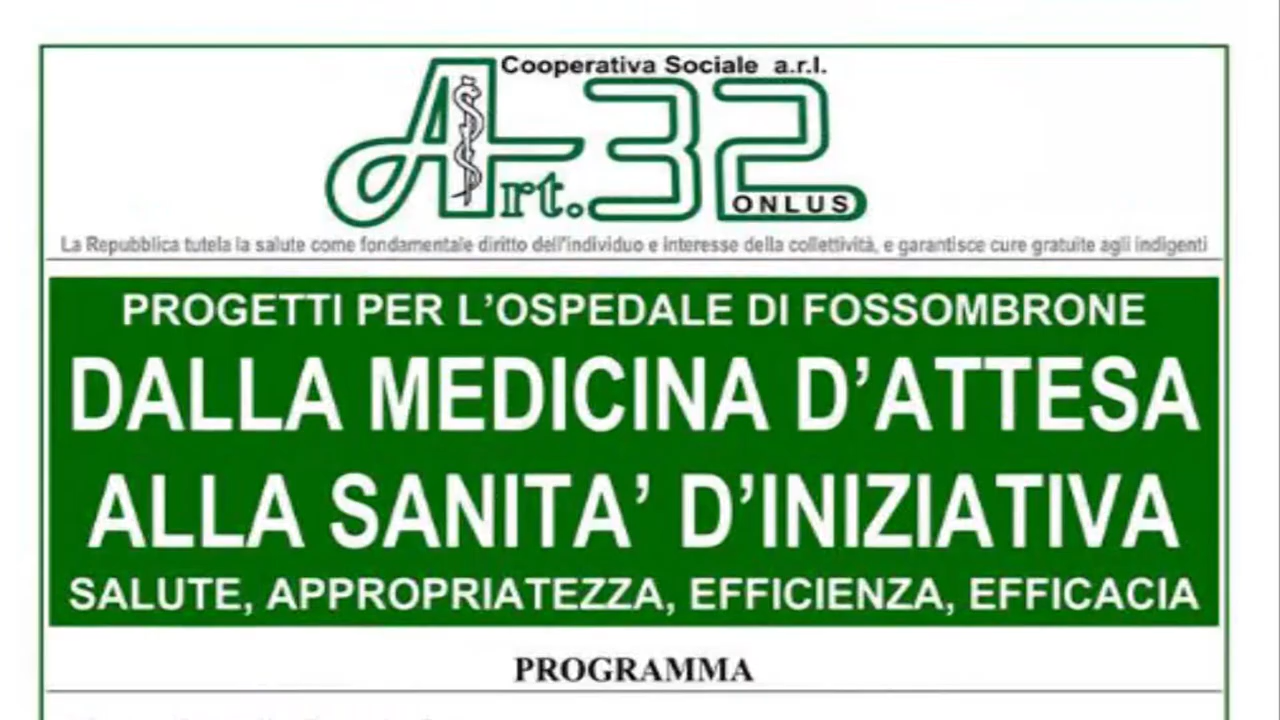 Cooperativa Sociale a.r.l.
Art.32
ONLUS
La Repubblica tutela la salute come fondamentale diritto dell'individuo e interesse della collettività, e garantisce cure gratuite agli indigenti
PROGETTI PER L'OSPEDALE DI FOSSOMBRONE
DALLA MEDICINA D'ATTESA
ALLA SANITA' D'INIZIATIVA
SALUTE, APPROPRIATEZZA, EFFICIENZA, EFFICACIA
PROGRAMMA